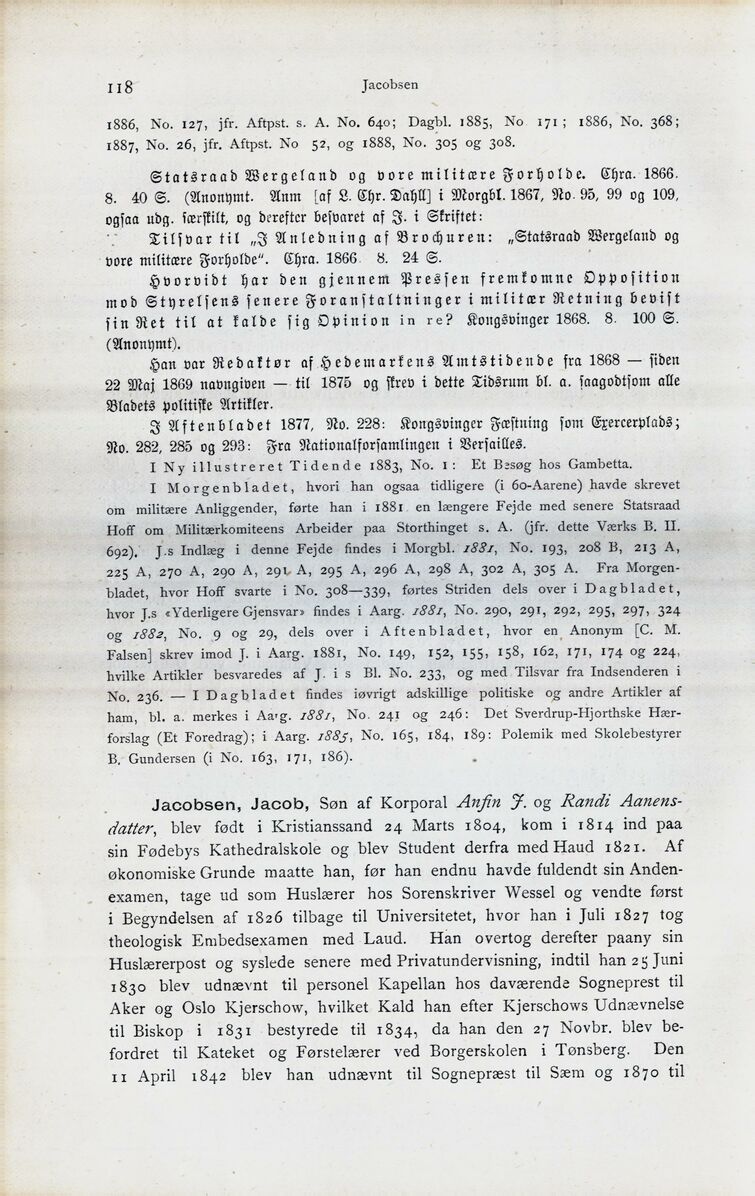 118 Jacobsen
1886, No. 127, jfr. Aftpst. s. A. No. 640; Dagbl. 1885, No 171; 1886, No. 368;
1887, No. 26, jfr. Aftpst. No 52, og 1888, No. 305 og 308.
Statsraad Wergeland og vore militære Forholde. Chra. 1866.
8. 40 S. (Anonymt. Anm [af L. Chr. Dahll] i Morgbl. 1867, No. 95, 99 og 109,
ogsaa udg. særskilt, og derefter besvaret af J. i Skriftet:
Tilsvar til „J Anledning af Brochuren: „Statsraad Wergeland og
vore militære Forholde“. Chra. 1866. 8. 24 S.
Hvorvidt har den gjennem Pressen fremkomne Opposition
mod Styrelsens senere Foranstaltninger i militær Retning bevist
sin Ret til at kalde sig Opinion in re? Kongsvinger 1868. 8. 100 S.
(Anonymt).
Han var Redaktør af Hedemarkens Amtstidende fra 1868 — siden
22 Maj 1869 navngiven — til 1875 og skrev i dette Tidsrum bl. a. saagodtsom alle
Bladets politiske Artikler.
J Aftenbladet 1877, No. 228: Kongsvinger Fæstning som Exercerplads;
No. 282, 285 og 293: Fra Nationalforsamlingen i Versailles.
I Ny illustreret Tidende 1883, No. 1: Et Besøg hos Gambetta.
I Morgenbladet, hvori han ogsaa tidligere (i 60-Aarene) havde skrevet
om militære Anliggender, førte han i 1881 en længere Fejde med senere Statsraad
Hoff om Militærkomiteens Arbeider paa Storthinget s. A. (jfr. dette Værks B. II.
692). J.s Indlæg i denne Fejde findes i Morgbl. 1881, No. 193, 208 B, 213 A,
225 A, 270 A, 290 A, 291 A, 295 A, 296 A, 298 A, 302 A, 305 A. Fra Morgen-
bladet, hvor Hoff svarte i No. 308—339, førtes Striden dels over i Dagbladet,
hvor J.s «Yderligere Gjensvar» findes i Aarg. 1881, No. 290, 291, 292, 295, 297, 324
og 1882, No. 9 og 29, dels over i Aftenbladet, hvor en Anonym [C. M.
Falsen] skrev imod J. i Aarg. 1881, No. 149, 152, 155, 158, 162, 171, 174 og 224,
hvilke Artikler besvaredes af J. i s Bl. No. 233, og med Tilsvar fra Indsenderen i
No. 236. — I Dagbladet findes iøvrigt adskillige politiske og andre Artikler af
ham, bl. a. merkes i Aarg. 1881, No. 241 og 246: Det Sverdrup-Hjorthske Hær-
forslag (Et Foredrag); i Aarg. 1885, No. 165, 184, 189: Polemik med Skolebestyrer
B. Gundersen (i No. 163, 171, 186).
Jacobsen, Jacob, Søn af Korporal Anfin J. og Randi Aanens-
datter, blev født i Kristianssand 24 Marts 1804, kom i 1814 ind paa
sin Fødebys Kathedralskole og blev Student derfra med Haud 1821. Af
økonomiske Grunde maatte han, før han endnu havde fuldendt sin Anden-
examen, tage ud som Huslærer hos Sorenskriver Wessel og vendte først
i Begyndelsen af 1826 tilbage til Universitetet, hvor han i Juli 1827 tog
theologisk Embedsexamen med Laud. Han overtog derefter paany sin
Huslærerpost og syslede senere med Privatundervisning, indtil han 25 Juni
1830 blev udnævnt til personel Kapellan hos daværende Sogneprest til
Aker og Oslo Kjerschow, hvilket Kald han efter Kjerschows Udnævnelse
til Biskop i 1831 bestyrede til 1834, da han den 27 Novbr. blev be-
fordret til Kateket og Førstelærer ved Borgerskolen i Tønsberg. Den
11 April 1842 blev han udnævnt til Sognepræst til Sæm og 1870 til